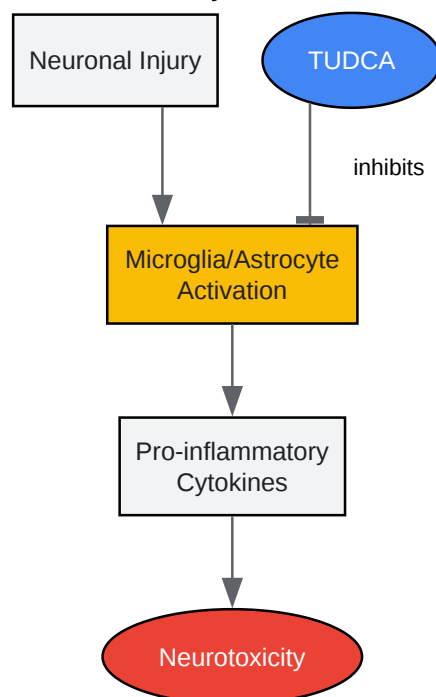 Neuronal Injury
TUDCA
inhibits
Microglia/Astrocyte
Activation
Pro-inflammatory
Cytokines
Neurotoxicity